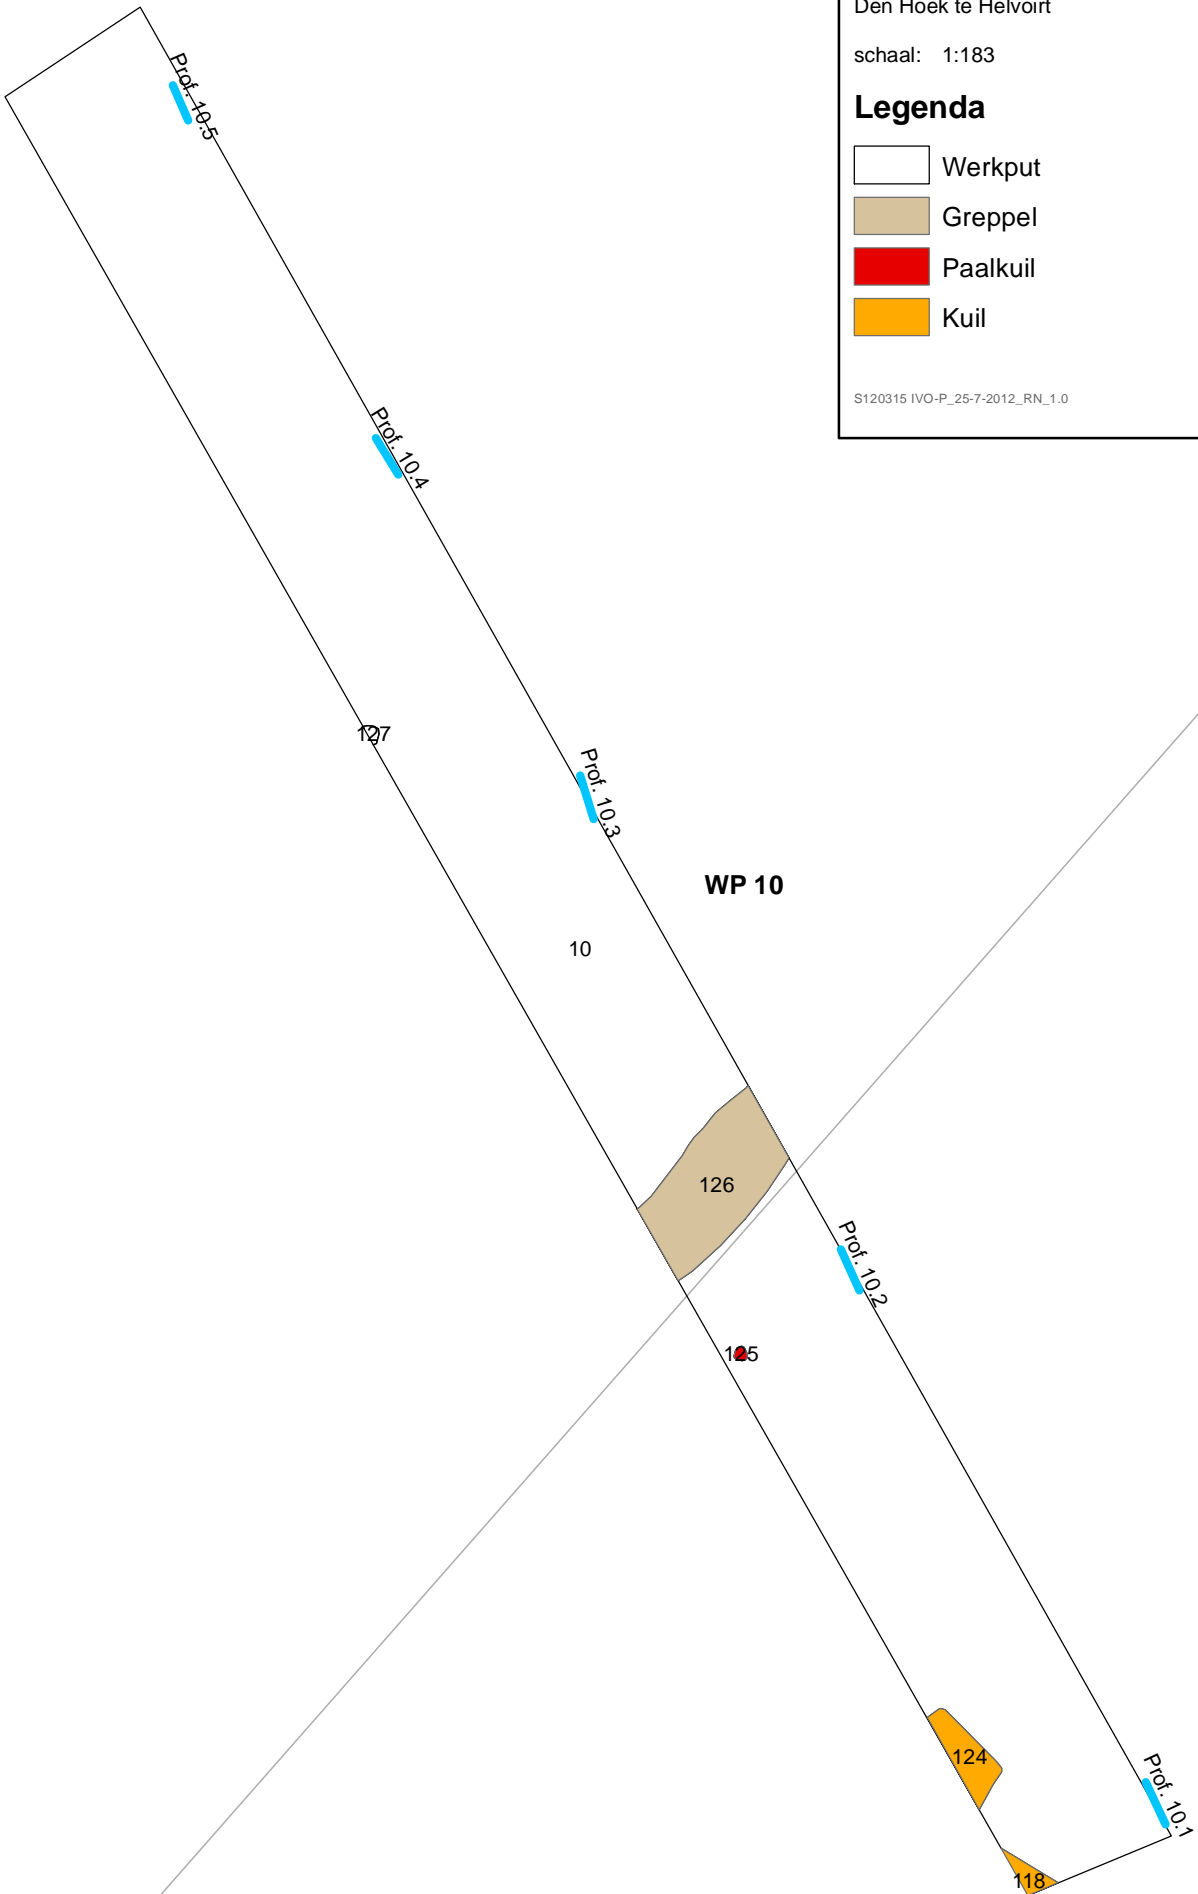 Den Hoek te Helvoirt
schaal: 1:183
Legenda
Werkput
Greppel
Paalkuil
Kuil
S120315 IVO-P_25-7-2012_RN_1.0
Prof. 10.5
Prof. 10.4
127
Prof. 10.3
WP 10
10
126
Prof. 10.2
125
124
Prof. 10.1
118